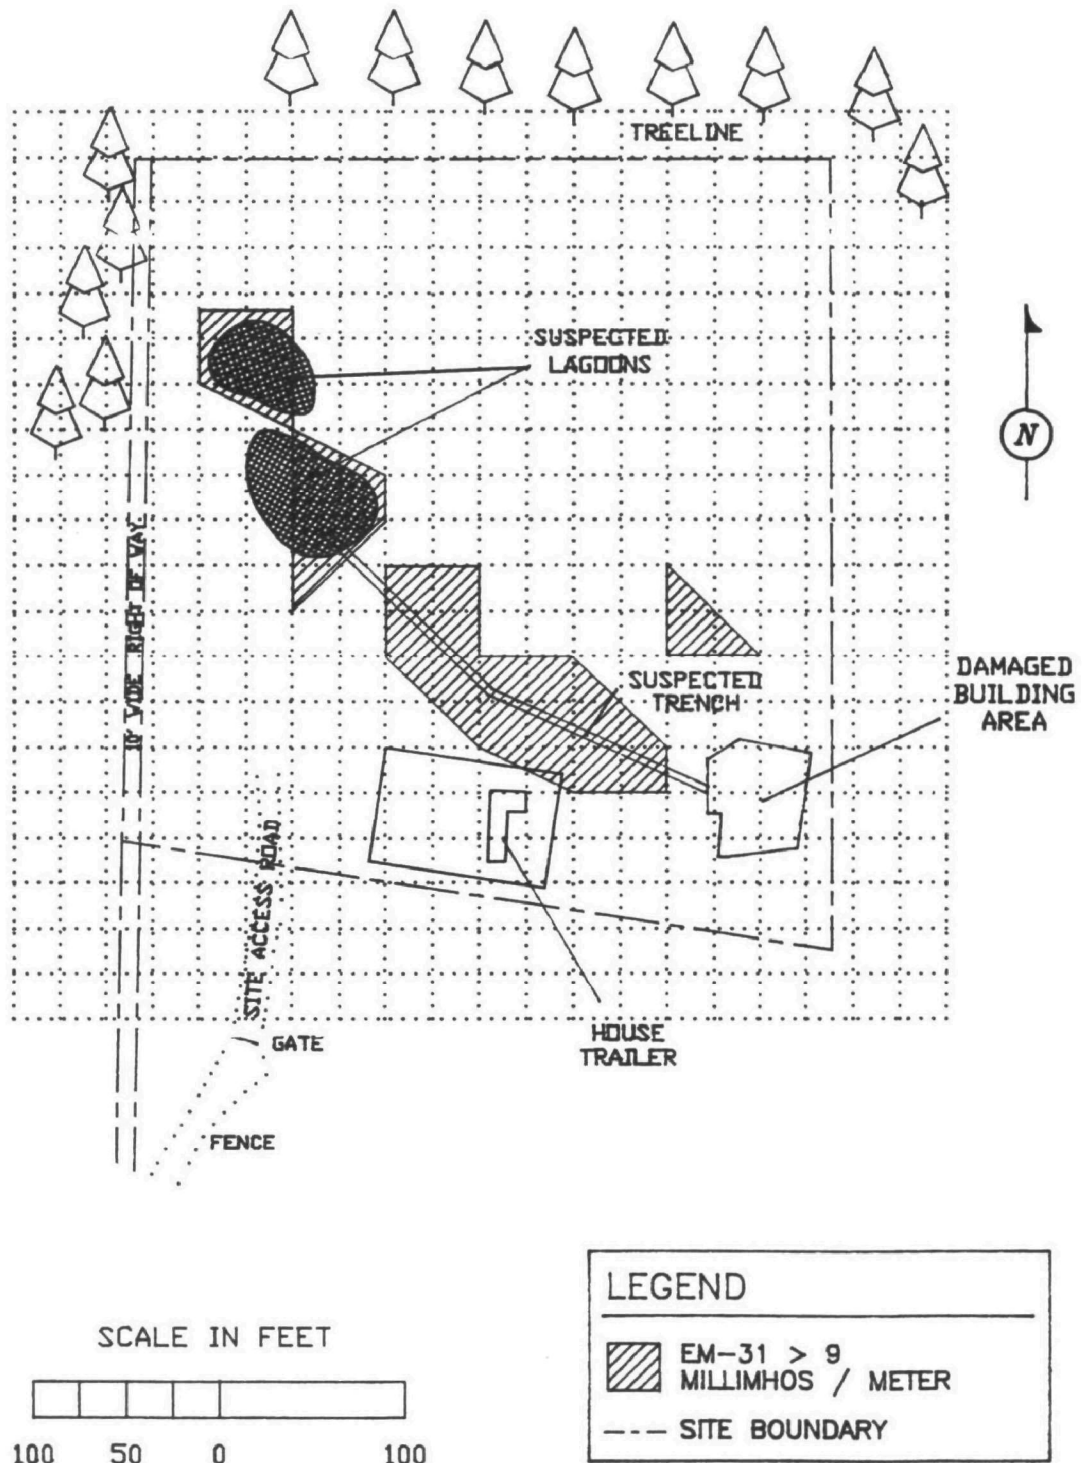 TREELINE
SUSPECTED
LAGOONS
N
10' WIDE RIGHT OF WAY
SUSPECTED
TRENCH
DAMAGED
BUILDING
AREA
SITE ACCESS ROAD
HOUSE
TRAILER
GATE
FENCE
SCALE IN FEET
100 50 0 100
LEGEND
EM-31 > 9
MILLIMHOS / METER
SITE BOUNDARY